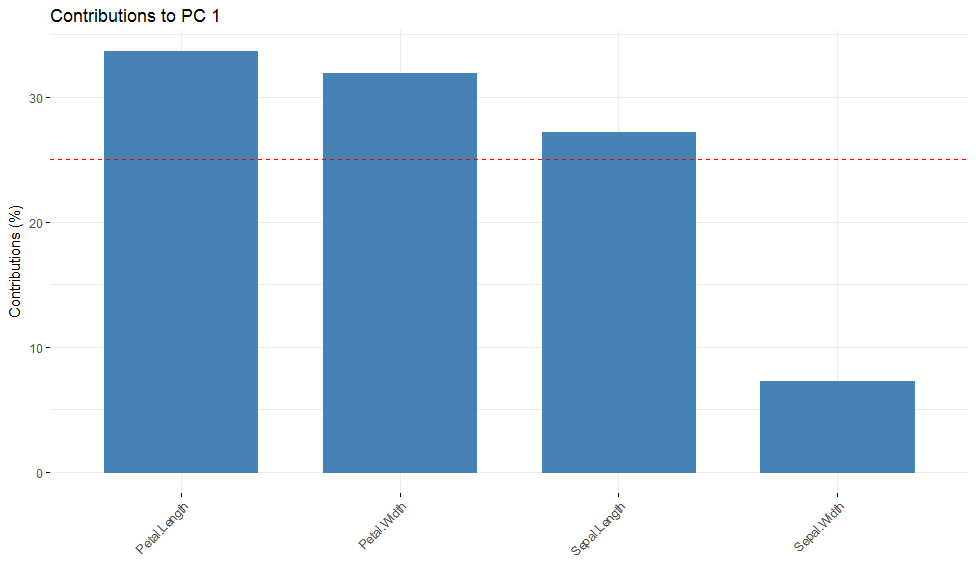 Contributions to PC 1
Contributions (%)
30
20
10
0
Petal.Length
Petal.Width
Sepal.Length
Sepal.Width